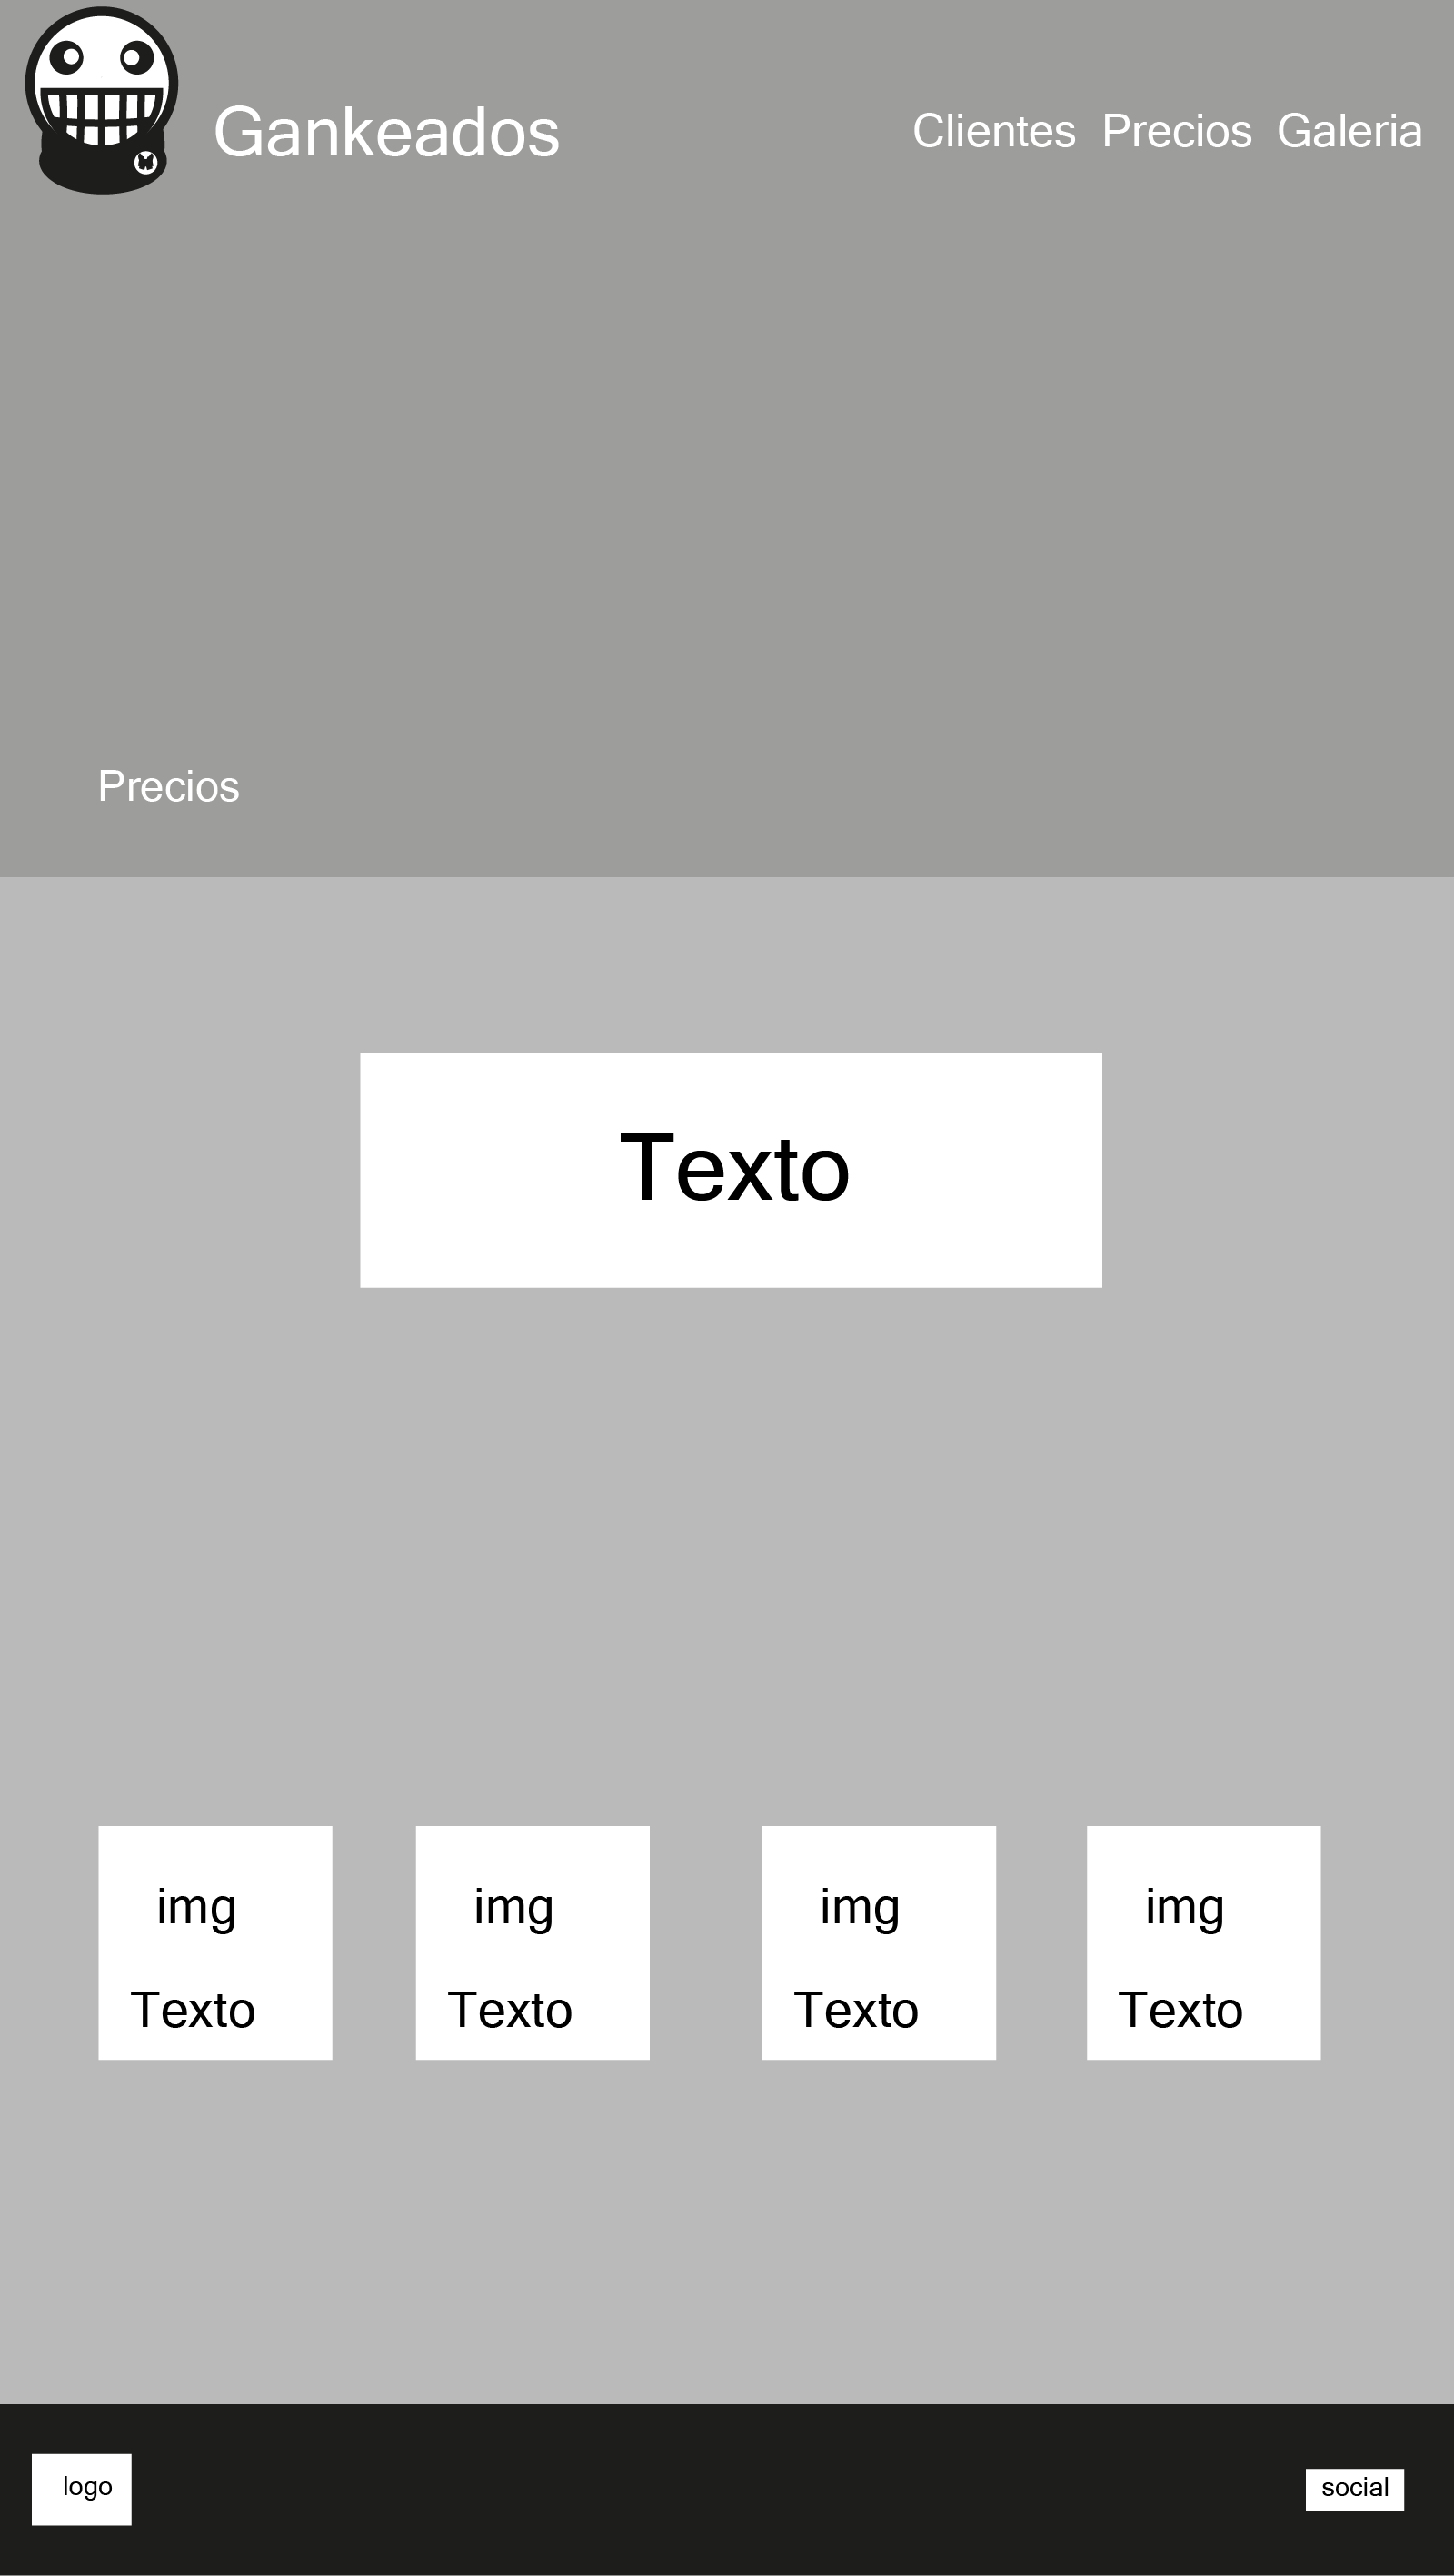 Gankeados
Clientes Precios Galeria
Precios
Texto
img img img img
Texto Texto Texto Texto
logo social